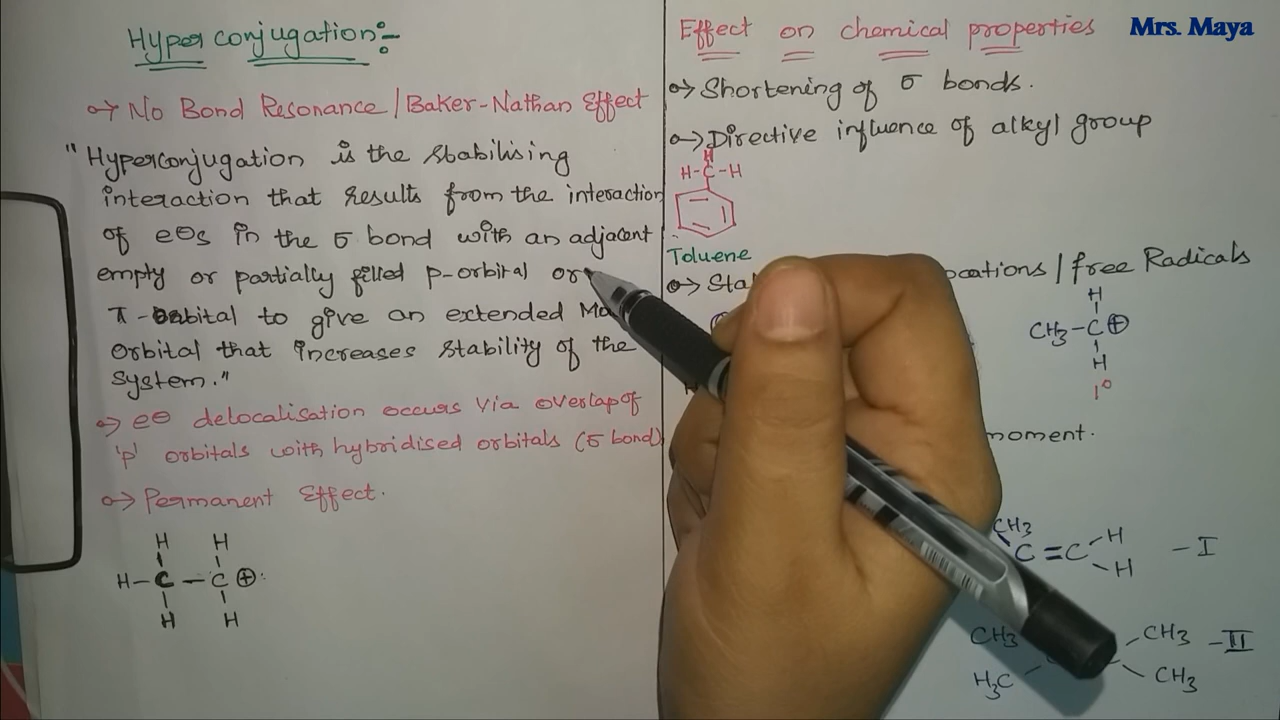 Hyperconjugation:-
→ No Bond Resonance / Baker-Nathan Effect
"Hyperconjugation is the stabilising
interaction that results from the interaction
of e⊖s in the σ bond with an adjacent
empty or partially filled p-orbital or
π-orbital to give an extended
orbital that increases stability of the
system."
→ e⊖ delocalisation occurs via overlap of
'p' orbitals with hybridised orbitals (σ bond)
→ Permanent Effect.
H H
H-C-C⊕
H H
Effect on chemical properties
Mrs. Maya
→ Shortening of σ bonds.
→ Directive influence of alkyl group
H
H-C-H
Toluene
→ / free Radicals
H
CH3-C⊕
H
1°
moment.
CH3
C=C H -I
H
CH3 CH3 -II
H3C CH3